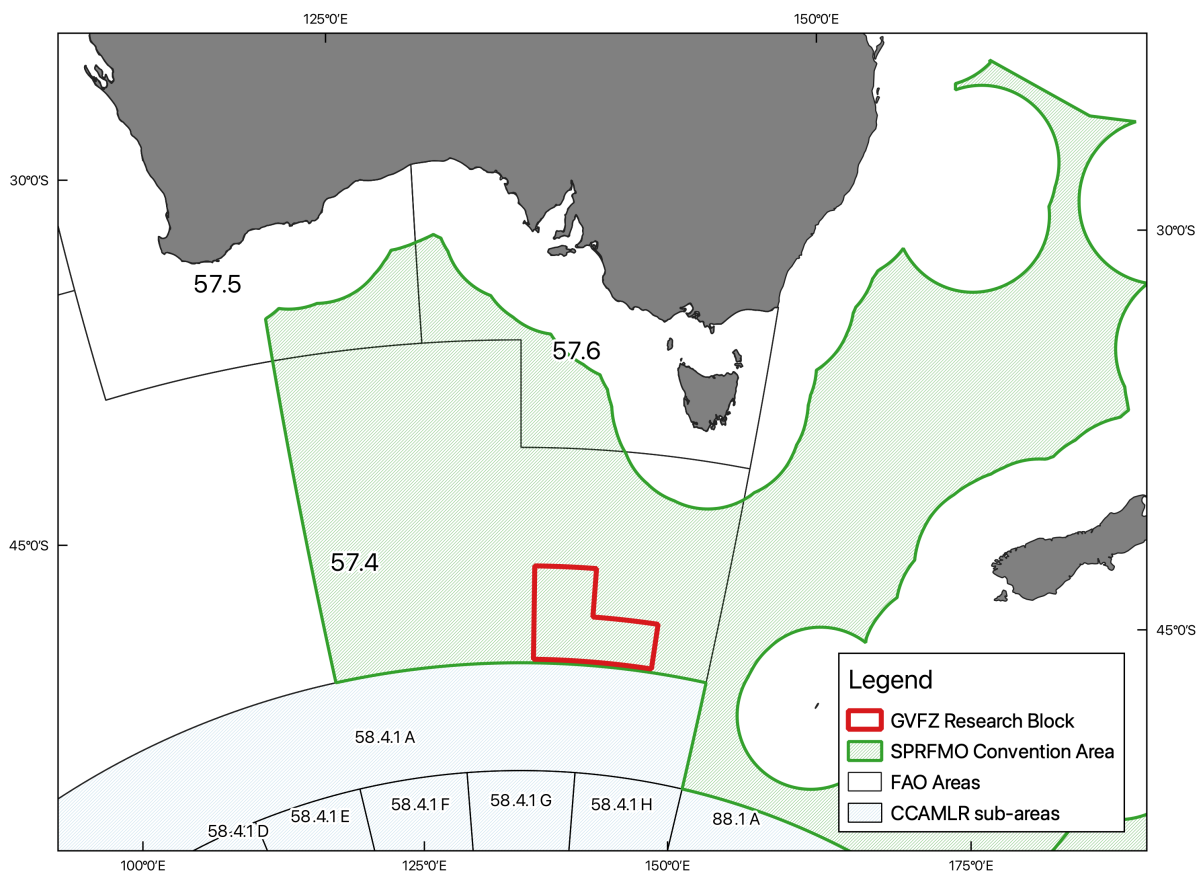 125°0′E
150°0′E
30°0′S
30°0′S
57.5
57.6
45°0′S
57.4
45°0′S
Legend
GVFZ Research Block
SPRFMO Convention Area
FAO Areas
CCAMLR sub-areas
58.4.1 A
58.4.1 D
58.4.1 E
58.4.1 F
58.4.1 G
58.4.1 H
88.1 A
100°0′E
125°0′E
150°0′E
175°0′E